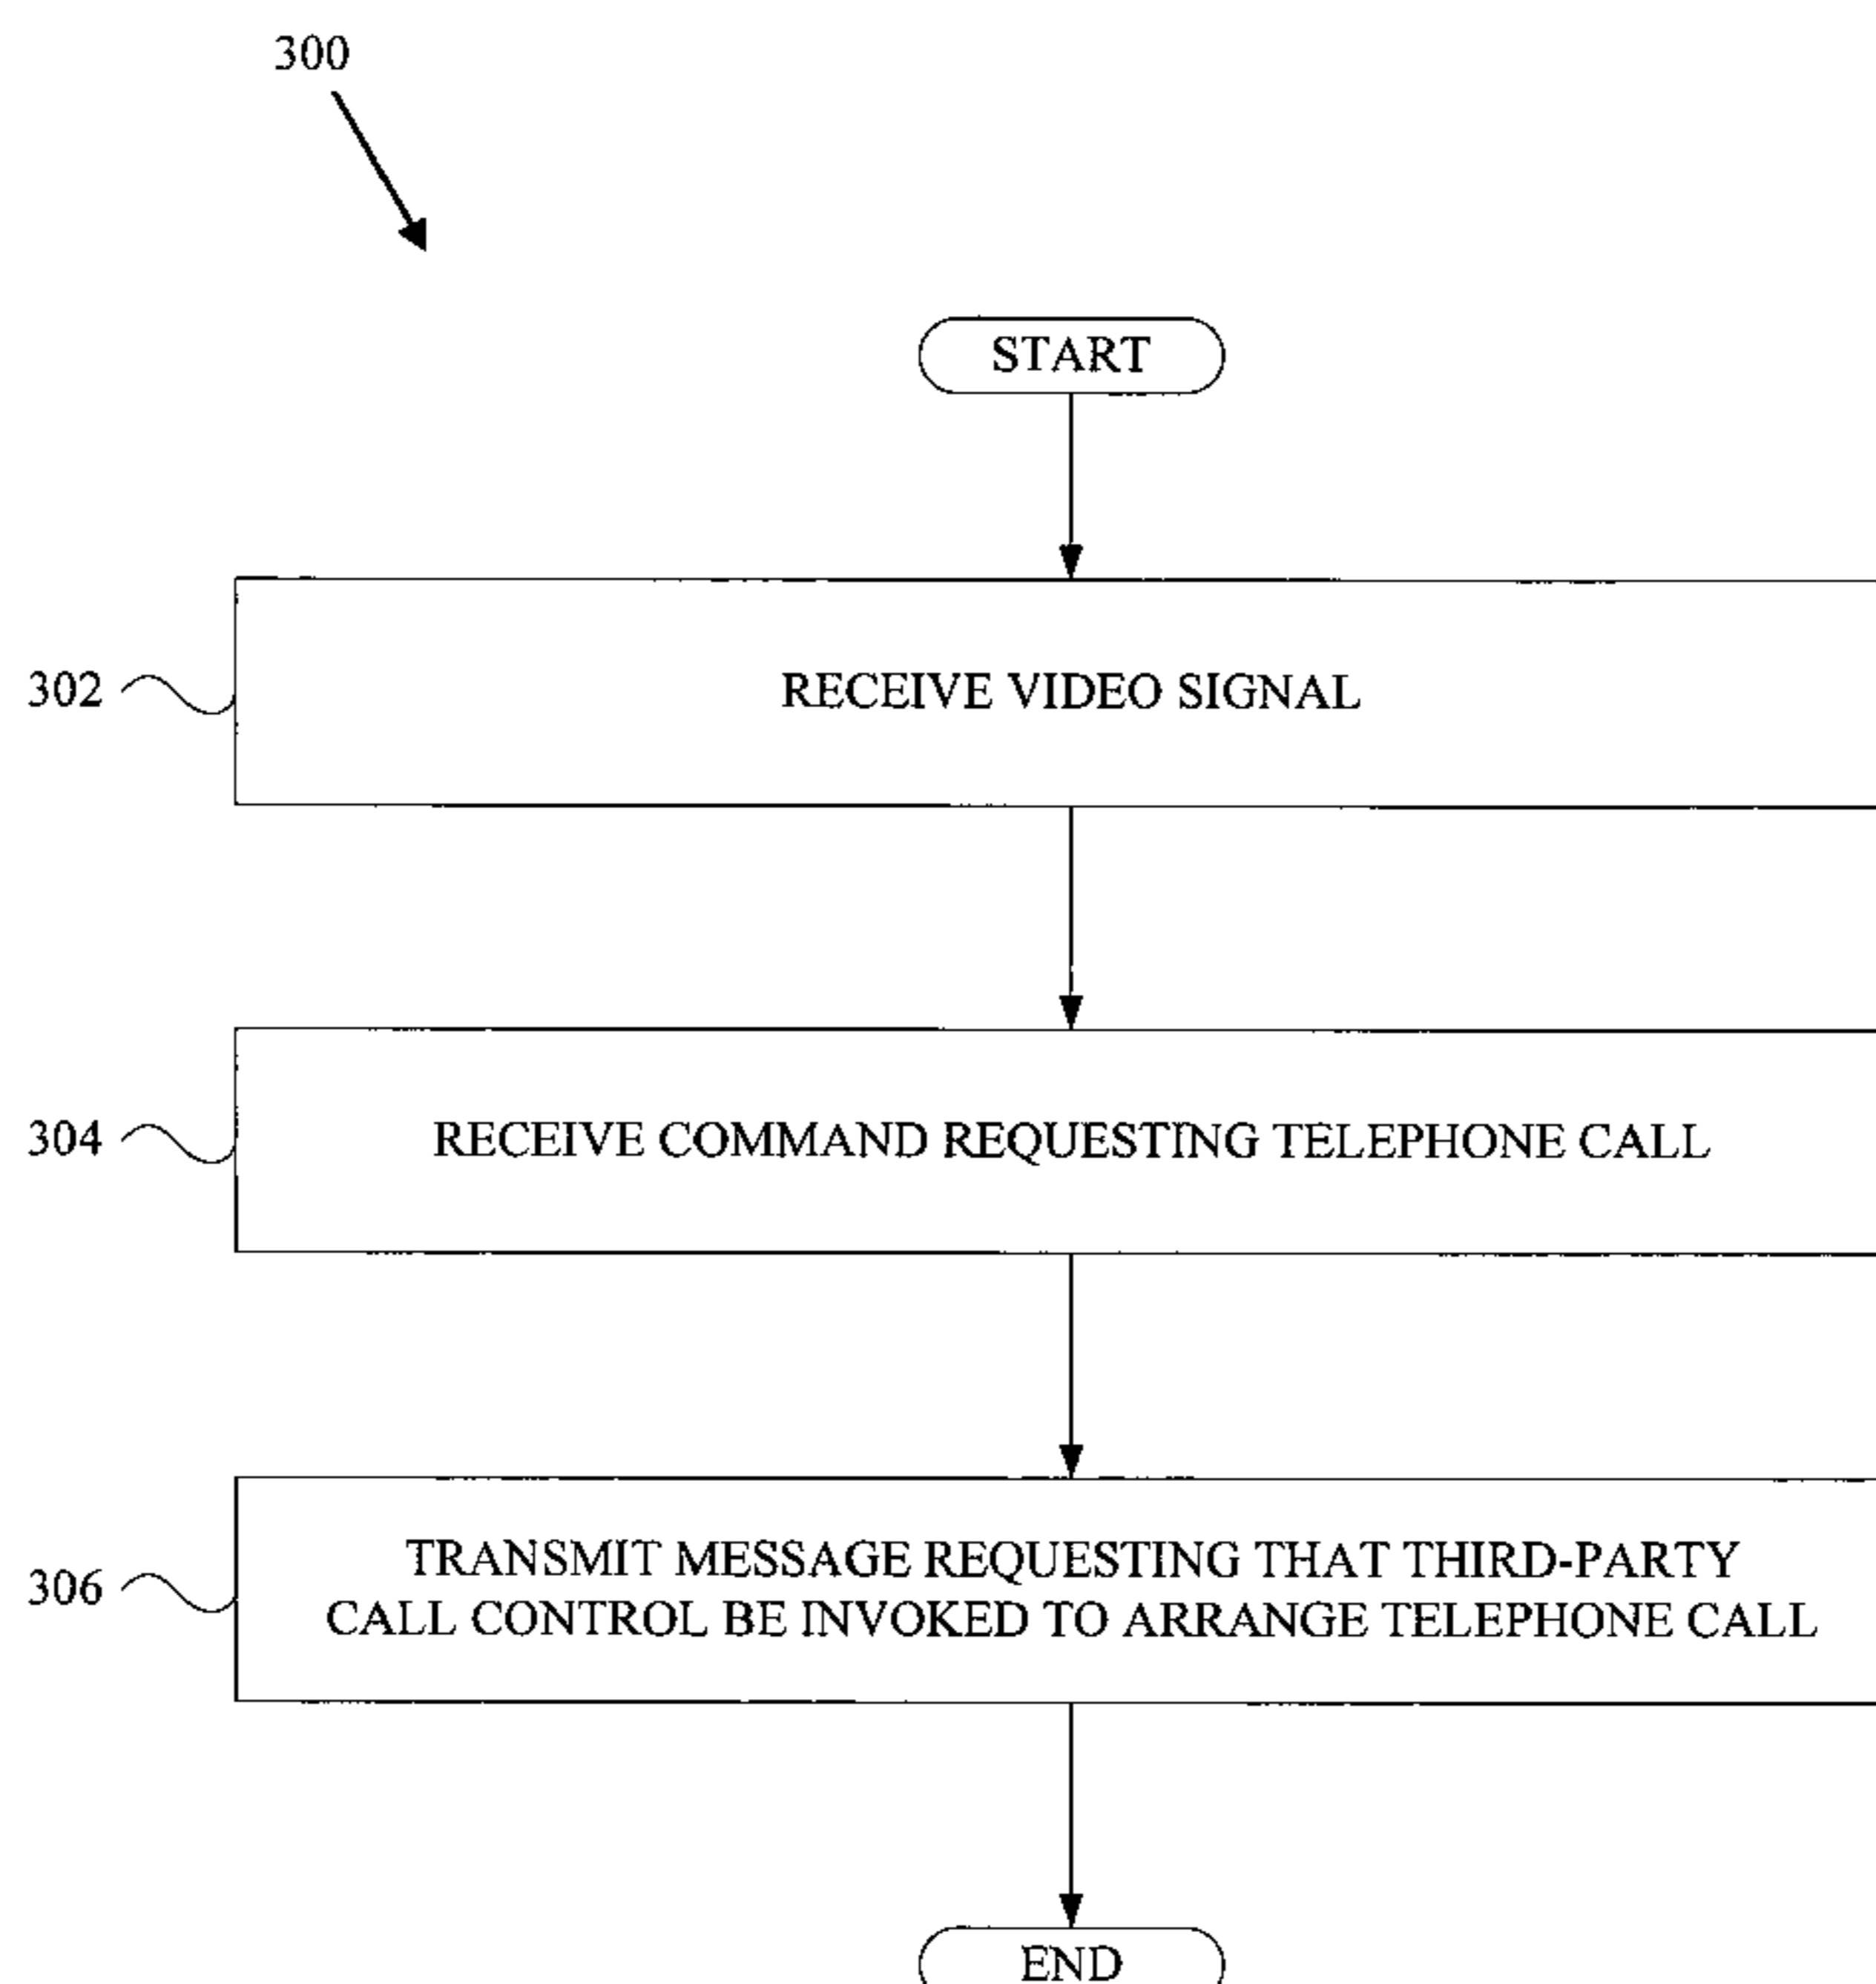 300
START
302
RECEIVE VIDEO SIGNAL
304
RECEIVE COMMAND REQUESTING TELEPHONE CALL
306
TRANSMIT MESSAGE REQUESTING THAT THIRD-PARTY
CALL CONTROL BE INVOKED TO ARRANGE TELEPHONE CALL
END